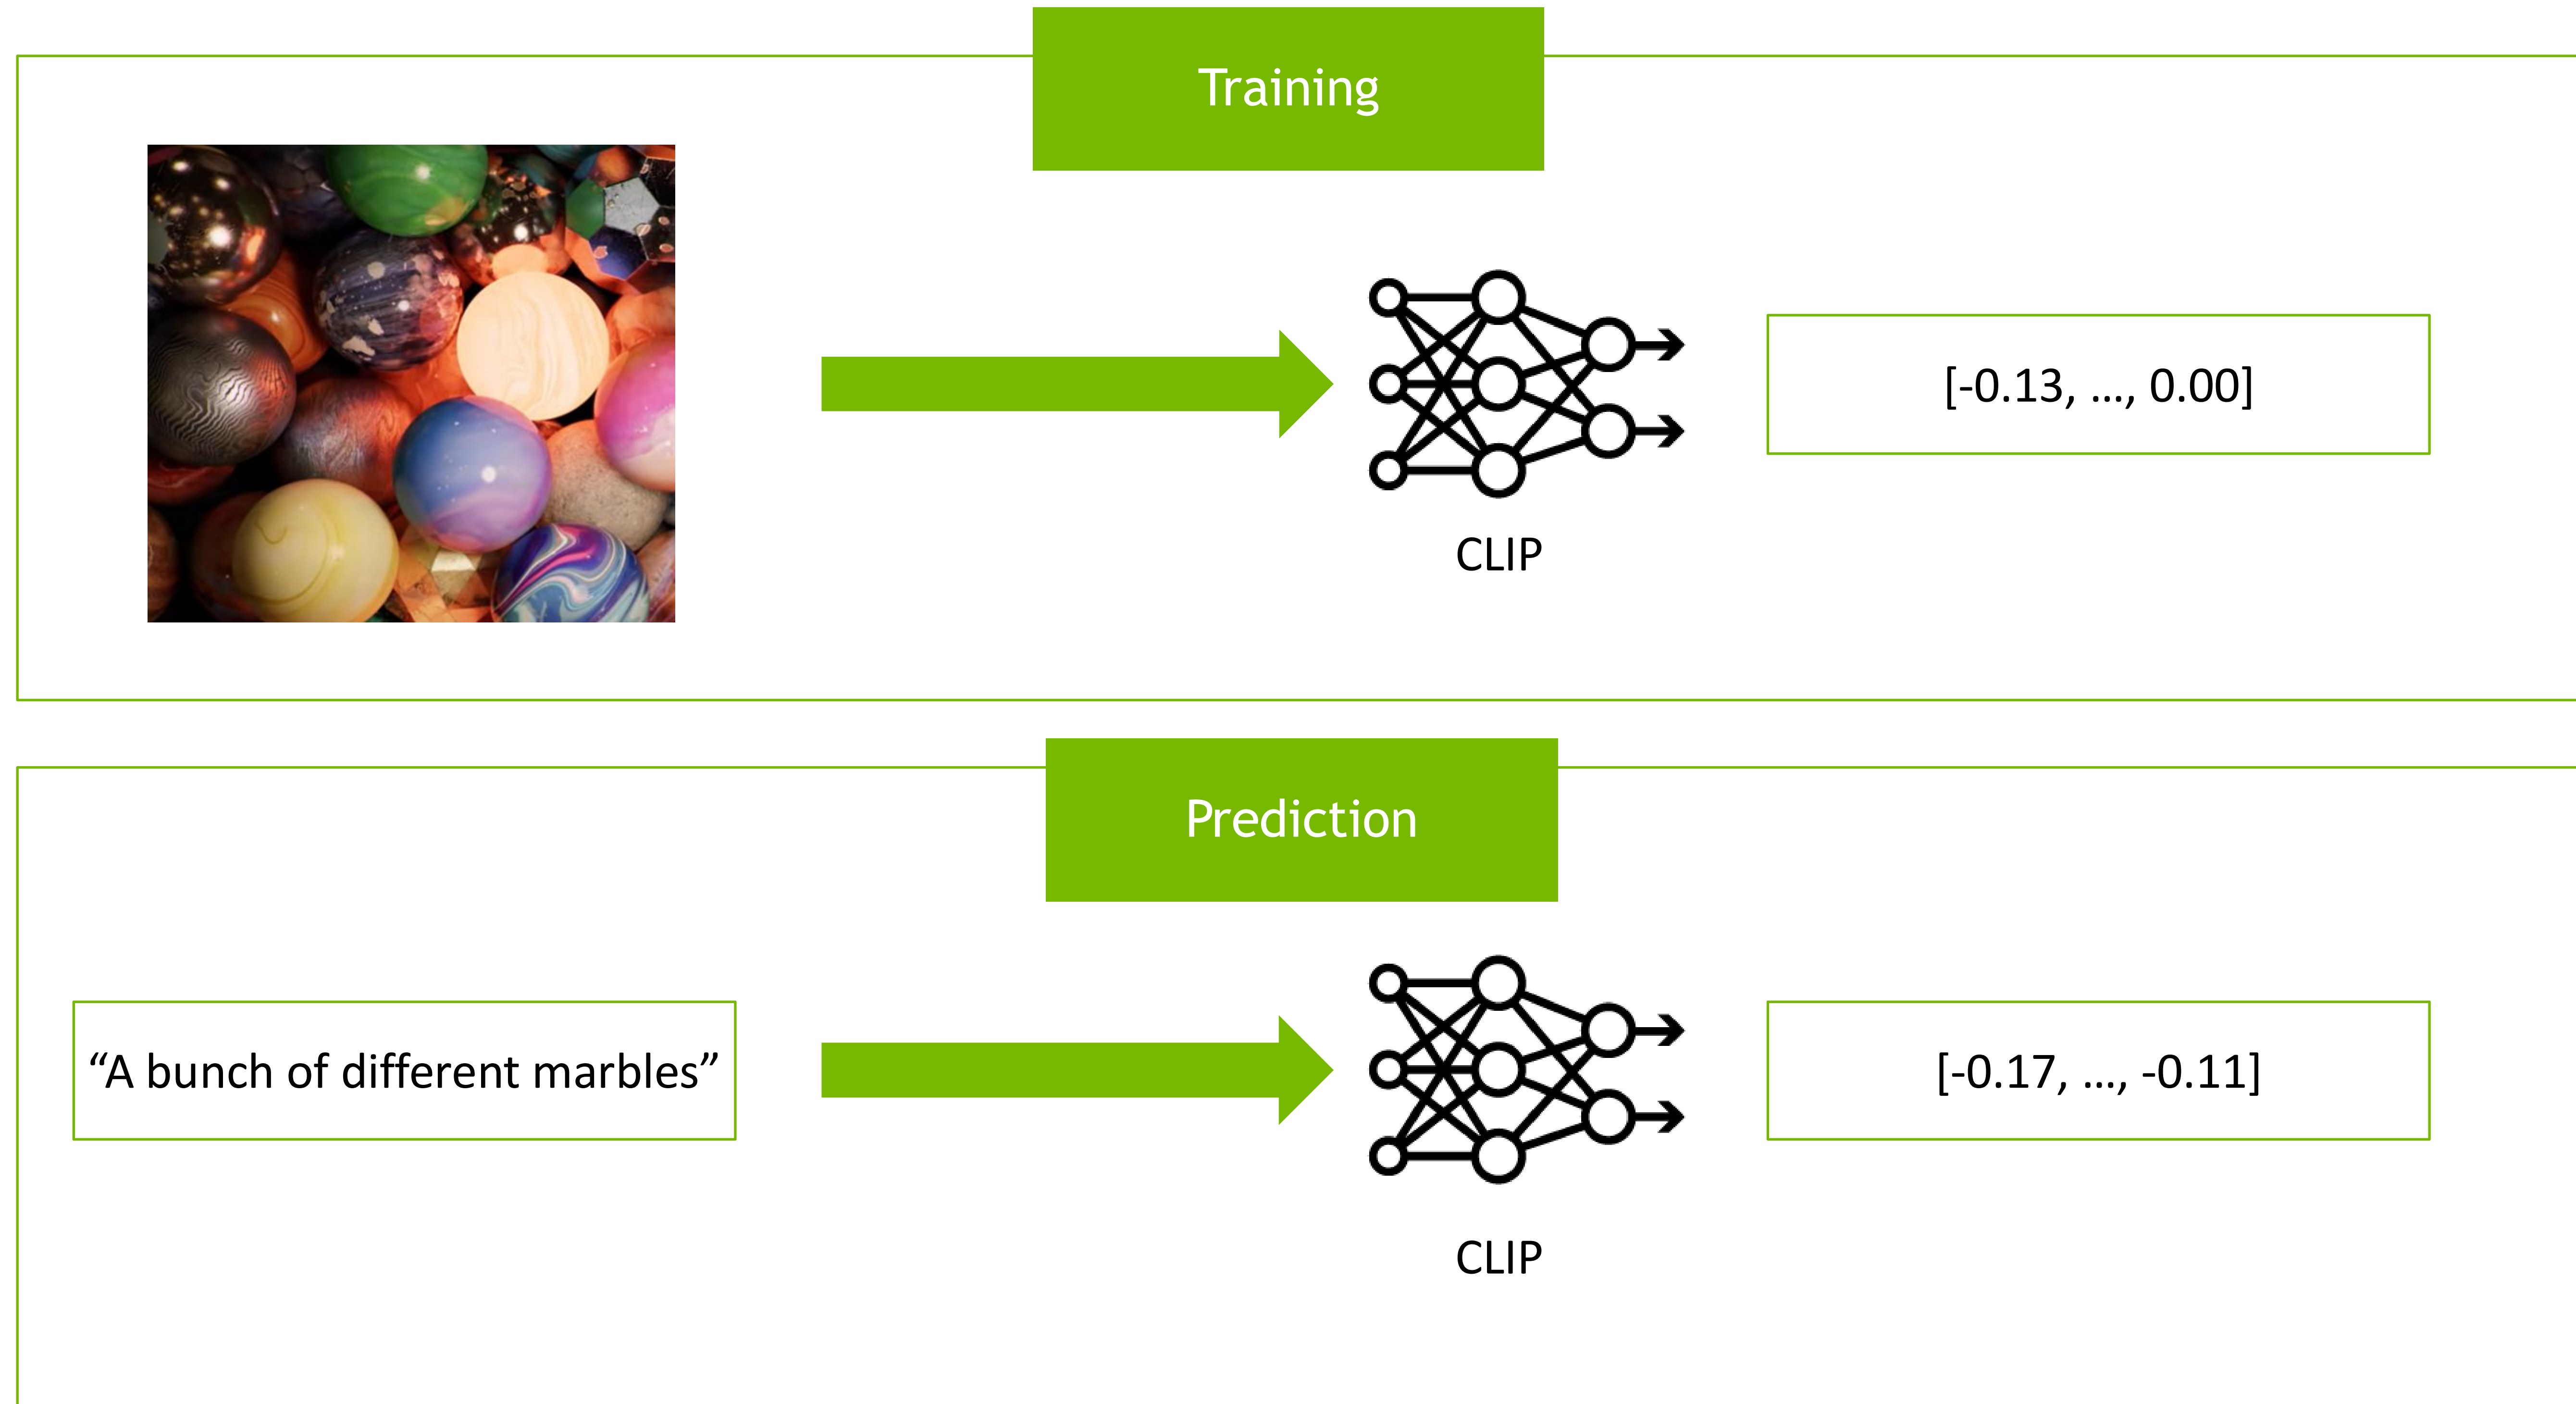 Training
[-0.13, …, 0.00]
CLIP
Prediction
“A bunch of different marbles”
[-0.17, …, -0.11]
CLIP